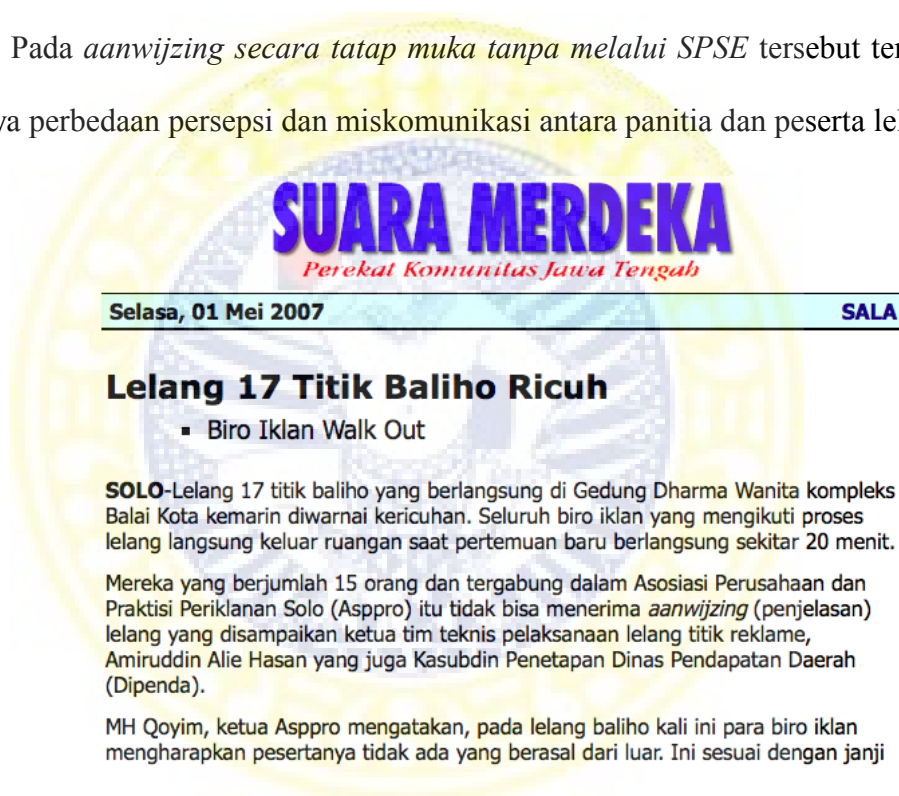 Pada aanwijzing secara tatap muka tanpa melalui SPSE tersebut
perbedaan persepsi dan miskomunikasi antara panitia dan peserta
SUARA MERDEKA
Perekat Komunitas Jawa Tengah
Selasa, 01 Mei 2007 SALA
Lelang 17 Titik Baliho Ricuh
▪ Biro Iklan Walk Out
SOLO-Lelang 17 titik baliho yang berlangsung di Gedung Dharma Wanita kompleks
Balai Kota kemarin diwarnai kericuhan. Seluruh biro iklan yang mengikuti proses
lelang langsung keluar ruangan saat pertemuan baru berlangsung sekitar 20 menit.
Mereka yang berjumlah 15 orang dan tergabung dalam Asosiasi Perusahaan dan
Praktisi Periklanan Solo (Asppro) itu tidak bisa menerima aanwijzing (penjelasan)
lelang yang disampaikan ketua tim teknis pelaksanaan lelang titik reklame,
Amiruddin Alie Hasan yang juga Kasubdin Penetapan Dinas Pendapatan Daerah
(Dipenda).
MH Qoyim, ketua Asppro mengatakan, pada lelang baliho kali ini para biro iklan
mengharapkan pesertanya tidak ada yang berasal dari luar. Ini sesuai dengan janji